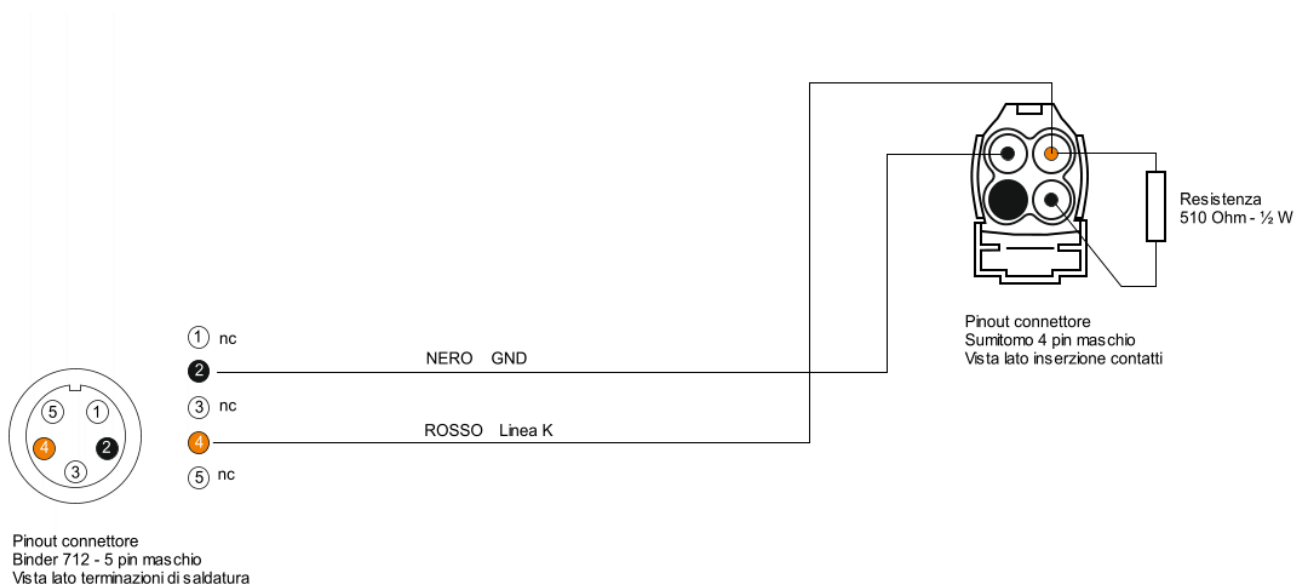 Resistenza
510 Ohm - ½ W
Pinout connettore
Sumitomo 4 pin maschio
Vista lato inserzione contatti
1 nc
NERO GND
2
3 nc
ROSSO Linea K
4
5 nc
5 1
4 2
3
Pinout connettore
Binder 712 - 5 pin maschio
Vista lato terminazioni di saldatura